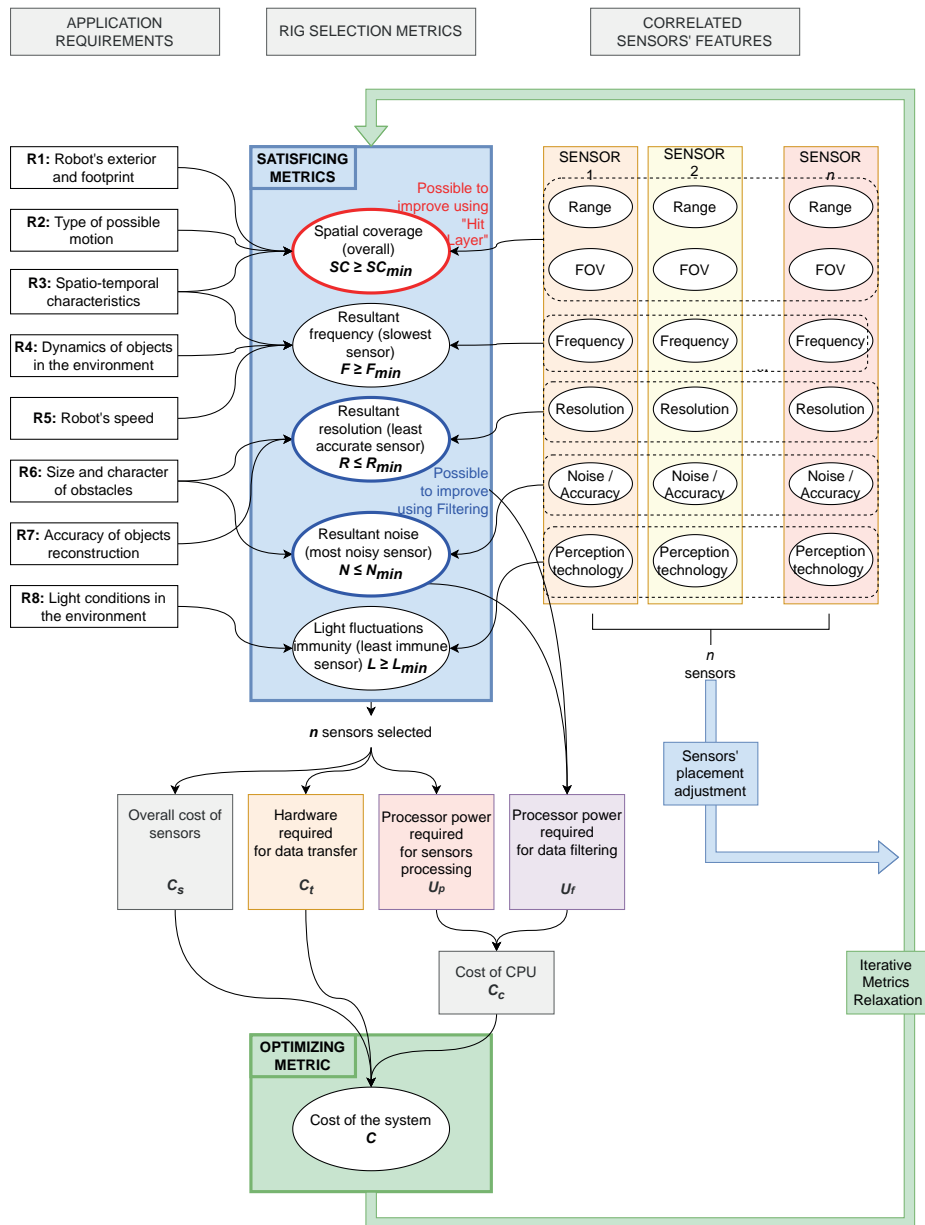 APPLICATION
REQUIREMENTS
RIG SELECTION METRICS
CORRELATED
SENSORS' FEATURES
R1: Robot's exterior
and footprint
R2: Type of possible
motion
R3: Spatio-temporal
characteristics
R4: Dynamics of objects
in the environment
R5: Robot's speed
R6: Size and character
of obstacles
R7: Accuracy of objects
reconstruction
R8: Light conditions in
the environment
SATISFICING
METRICS
Possible to
improve using
"Hit
Layer"
Spatial coverage
(overall)
SC ≥ SCmin
Resultant
frequency (slowest
sensor)
F ≥ Fmin
Resultant
resolution (least
accurate sensor)
R ≤ Rmin
Possible
to improve
using Filtering
Resultant noise
(most noisy sensor)
N ≤ Nmin
Light fluctuations
immunity (least immune
sensor) L ≥ Lmin
SENSOR
1
SENSOR
2
SENSOR
n
Range
Range
Range
FOV
FOV
FOV
Frequency
Frequency
Frequency
...
Resolution
Resolution
Resolution
Noise /
Accuracy
Noise /
Accuracy
Noise /
Accuracy
Perception
technology
Perception
technology
Perception
technology
n
sensors
n sensors selected
Sensors'
placement
adjustment
Overall cost of
sensors
Cs
Hardware
required
for data transfer
Ct
Processor power
required
for sensors
processing
Up
Processor power
required
for data filtering
Uf
Cost of CPU
Cc
Iterative
Metrics
Relaxation
OPTIMIZING
METRIC
Cost of the system
C